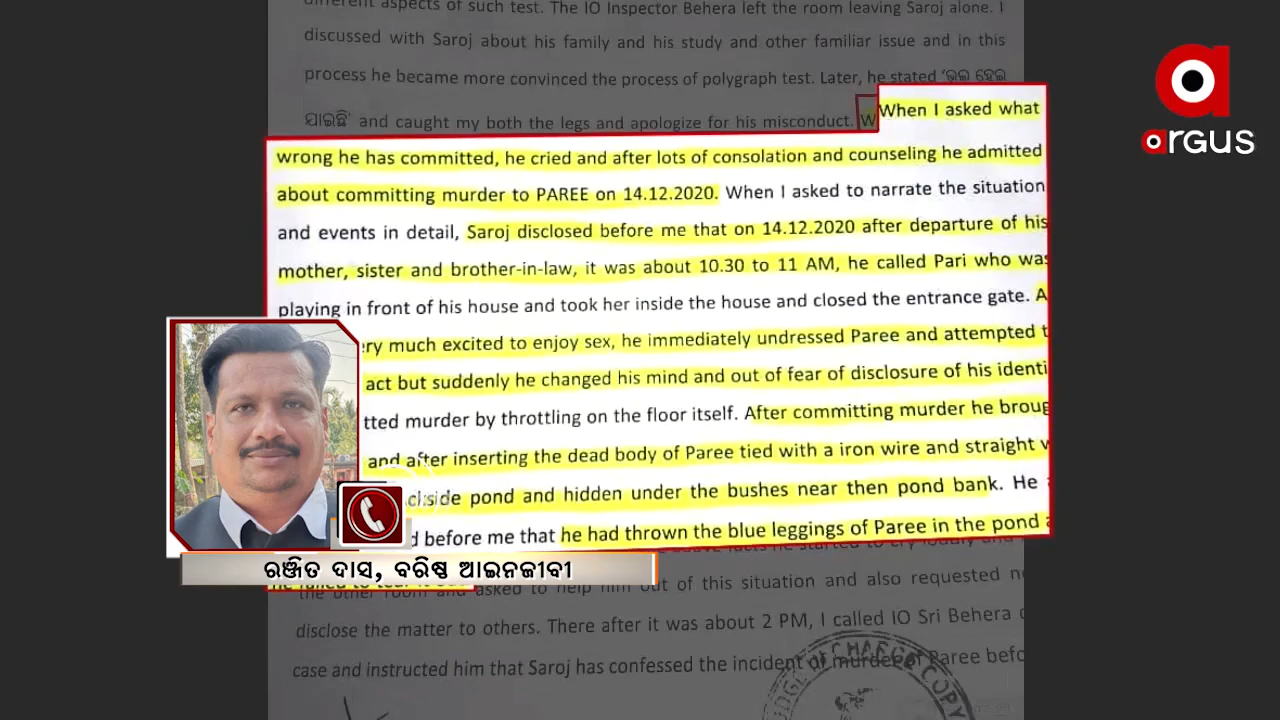 different aspects of such test. The IO Inspector Behera left the room leaving Saroj alone. I
discussed with Saroj about his family and his study and other familiar issue and in this
process he became more convinced the process of polygraph test. Later, he stated 'ଭୁଲ ହେଇ
ଯାଇଛି' and caught my both the legs and apologize for his misconduct. W
When I asked what
wrong he has committed, he cried and after lots of consolation and counseling he admitted
about committing murder to PAREE on 14.12.2020. When I asked to narrate the situation
and events in detail, Saroj disclosed before me that on 14.12.2020 after departure of his
mother, sister and brother-in-law, it was about 10.30 to 11 AM, he called Pari who was
playing in front of his house and took her inside the house and closed the entrance gate. A
ery much excited to enjoy sex, he immediately undressed Paree and attempted t
act but suddenly he changed his mind and out of fear of disclosure of his identi
tted murder by throttling on the floor itself. After committing murder he broug
and after inserting the dead body of Paree tied with a iron wire and straight w
ckside pond and hidden under the bushes near then pond bank. He
d before me that he had thrown the blue leggings of Paree in the pond a
the other room and asked to help him out of this situation and also requested
disclose the matter to others. There after it was about 2 PM, I called IO Sri Behera
case and instructed him that Saroj has confessed the incident of murder of Paree befo
CHARGE COPY
argus
ରଞ୍ଜିତ ଦାସ, ବରିଷ୍ଠ ଆଇନଜୀବୀ